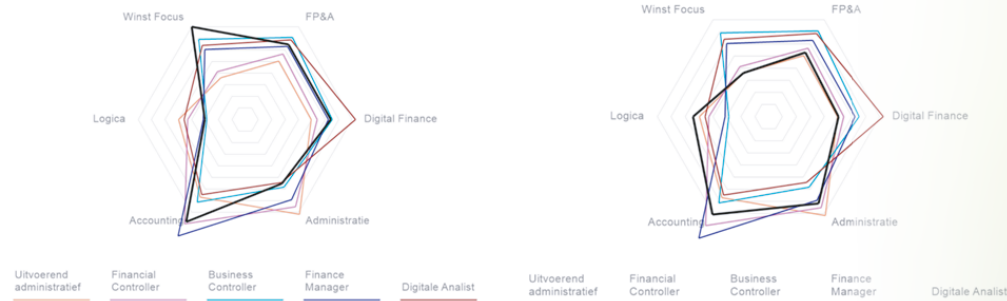 Winst Focus
FP&A
Logica
Digital Finance
Accounting
Administratie
Uitvoerend
administratief
Financial
Controller
Business
Controller
Finance
Manager
Digitale Analist
Winst Focus
FP&A
Logica
Digital Finance
Accounting
Administratie
Uitvoerend
administratief
Financial
Controller
Business
Controller
Finance
Manager
Digitale Analist